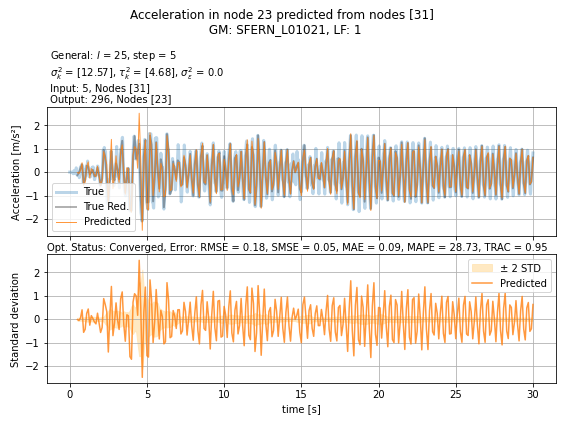 Acceleration in node 23 predicted from nodes [31]
GM: SFERN_L01021, LF: 1
General: l = 25, step = 5
σ²ₖ = [12.57], τ²ₖ = [4.68], σ²ε = 0.0
Input: 5, Nodes [31]
Output: 296, Nodes [23]
Acceleration [m/s²]
2
1
0
−1
−2
True
True Red.
Predicted
Opt. Status: Converged, Error: RMSE = 0.18, SMSE = 0.05, MAE = 0.09, MAPE = 28.73, TRAC = 0.95
Standard deviation
2
1
0
−1
−2
± 2 STD
Predicted
0 5 10 15 20 25 30
time [s]